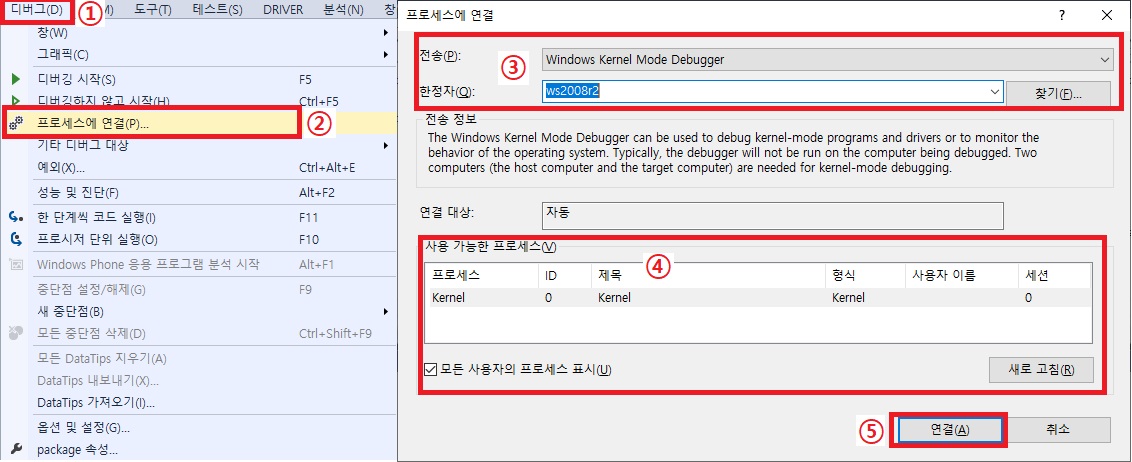 디버그(D) ① M) 도구(T) 테스트(S) DRIVER 분석(N) 창
창(W)
그래픽(C)
디버깅 시작(S) F5
디버깅하지 않고 시작(H) Ctrl+F5
프로세스에 연결(P)... ②
기타 디버그 대상
예외(X)... Ctrl+Alt+E
성능 및 진단(F) Alt+F2
한 단계씩 코드 실행(I) F11
프로시저 단위 실행(O) F10
Windows Phone 응용 프로그램 분석 시작 Alt+F1
중단점 설정/해제(G) F9
새 중단점(B)
모든 중단점 삭제(D) Ctrl+Shift+F9
모든 DataTips 지우기(A)
DataTips 내보내기(X)...
DataTips 가져오기(I)...
옵션 및 설정(G)...
package 속성...
프로세스에 연결 ?
전송(P): ③ Windows Kernel Mode Debugger
한정자(Q): ws2008r2 찾기(F)...
전송 정보
The Windows Kernel Mode Debugger can be used to debug kernel-mode programs and drivers or to monitor the
behavior of the operating system. Typically, the debugger will not be run on the computer being debugged. Two
computers (the host computer and the target computer) are needed for kernel-mode debugging.
연결 대상: 자동
사용 가능한 프로세스(V)
④
프로세스 ID 제목 형식 사용자 이름 세션
Kernel 0 Kernel Kernel 0
모든 사용자의 프로세스 표시(U) 새로 고침(R)
⑤ 연결(A) 취소